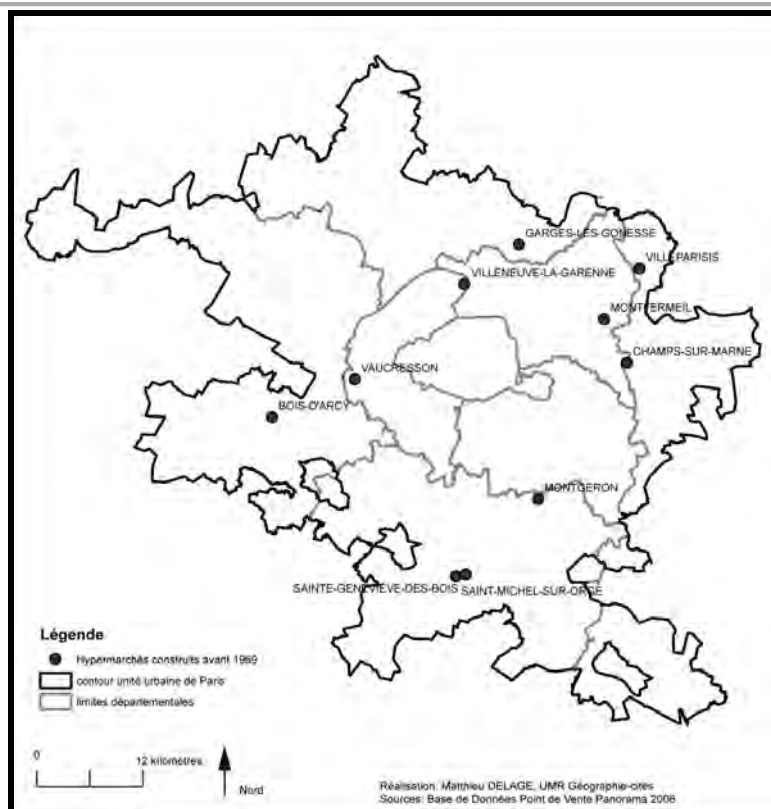 GARGES-LES-GONESSE
VILLEPARISIS
VILLENEUVE-LA-GARENNE
MONTFERMEIL
CHAMPS-SUR-MARNE
VAUCRESSON
BOIS-D'ARCY
MONTGERON
SAINTE-GENEVIÈVE-DES-BOIS SAINT-MICHEL-SUR-ORGE
Légende
Hypermarchés construits avant 1969
contour unité urbaine de Paris
limites départementales
0 12 kilomètres
Nord
Réalisation: Matthieu DELAGE, UMR Géographie-cités
Sources: Base de Données Point de Vente Panorama 2006